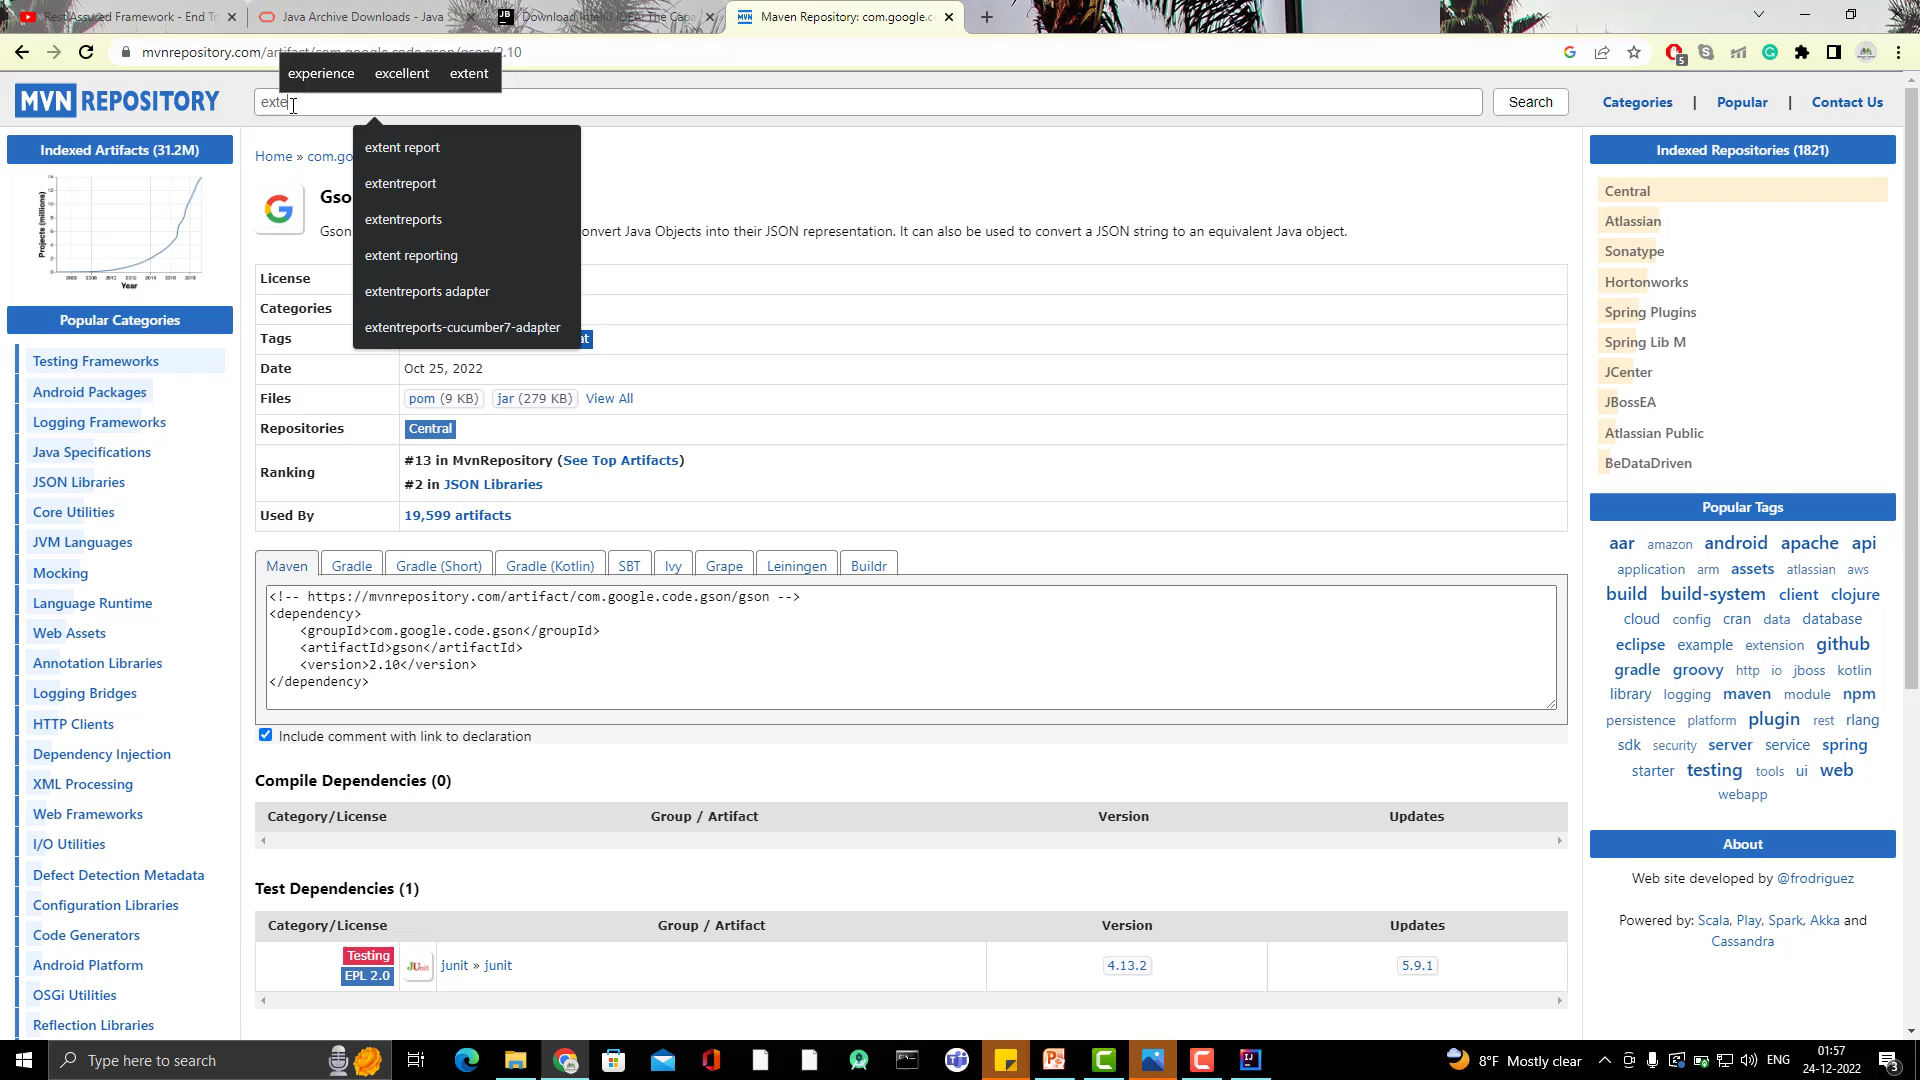 Rest Assured Framework - End To
Java Archive Downloads - Java S
Download IntelliJ IDEA: The Capa
Maven Repository: com.google.c
mvnrepository.com/artifact/com.google.code.gson/gson/2.10
experience excellent extent
MVN REPOSITORY
exte
Search
Categories | Popular | Contact Us
extent report
extentreport
extentreports
extent reporting
extentreports adapter
extentreports-cucumber7-adapter
Indexed Artifacts (31.2M)
Projects (millions)
Year
Popular Categories
Testing Frameworks
Android Packages
Logging Frameworks
Java Specifications
JSON Libraries
Core Utilities
JVM Languages
Mocking
Language Runtime
Web Assets
Annotation Libraries
Logging Bridges
HTTP Clients
Dependency Injection
XML Processing
Web Frameworks
I/O Utilities
Defect Detection Metadata
Configuration Libraries
Code Generators
Android Platform
OSGi Utilities
Reflection Libraries
Home » com.go
Gso
Gson onvert Java Objects into their JSON representation. It can also be used to convert a JSON string to an equivalent Java object.
License
Categories
Tags at
Date Oct 25, 2022
Files pom (9 KB) jar (279 KB) View All
Repositories Central
Ranking #13 in MvnRepository (See Top Artifacts)
#2 in JSON Libraries
Used By 19,599 artifacts
Maven Gradle Gradle (Short) Gradle (Kotlin) SBT Ivy Grape Leiningen Buildr
<!-- https://mvnrepository.com/artifact/com.google.code.gson/gson -->
<dependency>
<groupId>com.google.code.gson</groupId>
<artifactId>gson</artifactId>
<version>2.10</version>
</dependency>
Include comment with link to declaration
Compile Dependencies (0)
Category/License Group / Artifact Version Updates
Test Dependencies (1)
Category/License Group / Artifact Version Updates
Testing
EPL 2.0
JUnit
junit » junit 4.13.2 5.9.1
Indexed Repositories (1821)
Central
Atlassian
Sonatype
Hortonworks
Spring Plugins
Spring Lib M
JCenter
JBossEA
Atlassian Public
BeDataDriven
Popular Tags
aar amazon android apache api
application arm assets atlassian aws
build build-system client clojure
cloud config cran data database
eclipse example extension github
gradle groovy http io jboss kotlin
library logging maven module npm
persistence platform plugin rest rlang
sdk security server service spring
starter testing tools ui web
webapp
About
Web site developed by @frodriguez
Powered by: Scala, Play, Spark, Akka and
Cassandra
Type here to search
8°F Mostly clear
ENG
01:57
24-12-2022
3